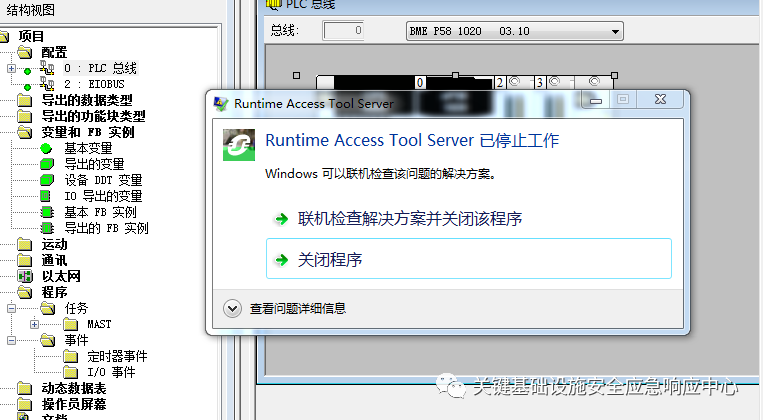 结构视图
项目
配置
0 : PLC 总线
2 : EIOBUS
导出的数据类型
导出的功能块类型
变量和 FB 实例
基本变量
导出的变量
设备 DDT 变量
IO 导出的变量
基本 FB 实例
导出的 FB 实例
运动
通讯
以太网
程序
任务
MAST
事件
定时器事件
I/O 事件
动态数据表
操作员屏幕
文档
PLC 总线
总线:
0
BME P58 1020 03.10
0
2
3
Runtime Access Tool Server
Runtime Access Tool Server 已停止工作
Windows 可以联机检查该问题的解决方案。
联机检查解决方案并关闭该程序
关闭程序
查看问题详细信息
关键基础设施安全应急响应中心